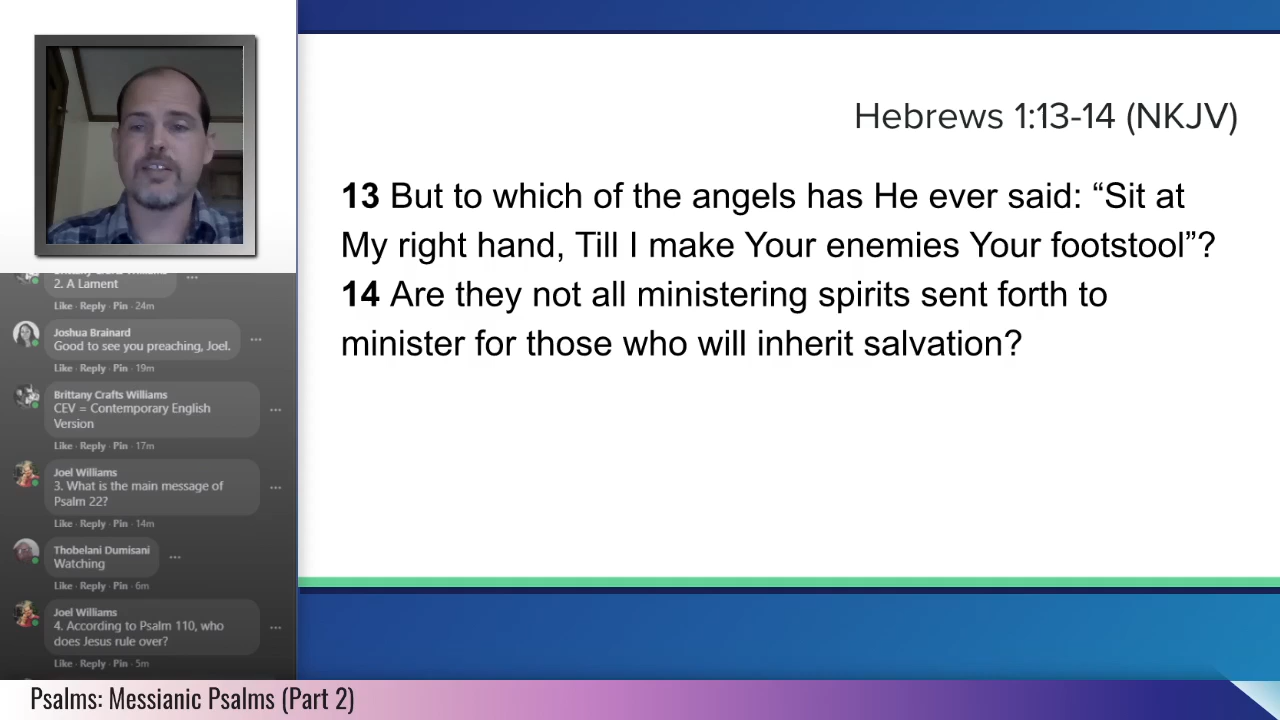 Hebrews 1:13-14 (NKJV)
13 But to which of the angels has He ever said: “Sit at
My right hand, Till I make Your enemies Your footstool”?
14 Are they not all ministering spirits sent forth to
minister for those who will inherit salvation?
2. A Lament
Like · Reply · Pin · 24m
Joshua Brainard
Good to see you preaching, Joel.
Like · Reply · Pin · 19m
Brittany Crafts Williams
CEV = Contemporary English
Version
Like · Reply · Pin · 17m
Joel Williams
3. What is the main message of
Psalm 22?
Like · Reply · Pin · 14m
Thobelani Dumisani
Watching
Like · Reply · Pin · 6m
Joel Williams
4. According to Psalm 110, who
does Jesus rule over?
Like · Reply · Pin · 5m
Psalms: Messianic Psalms (Part 2)